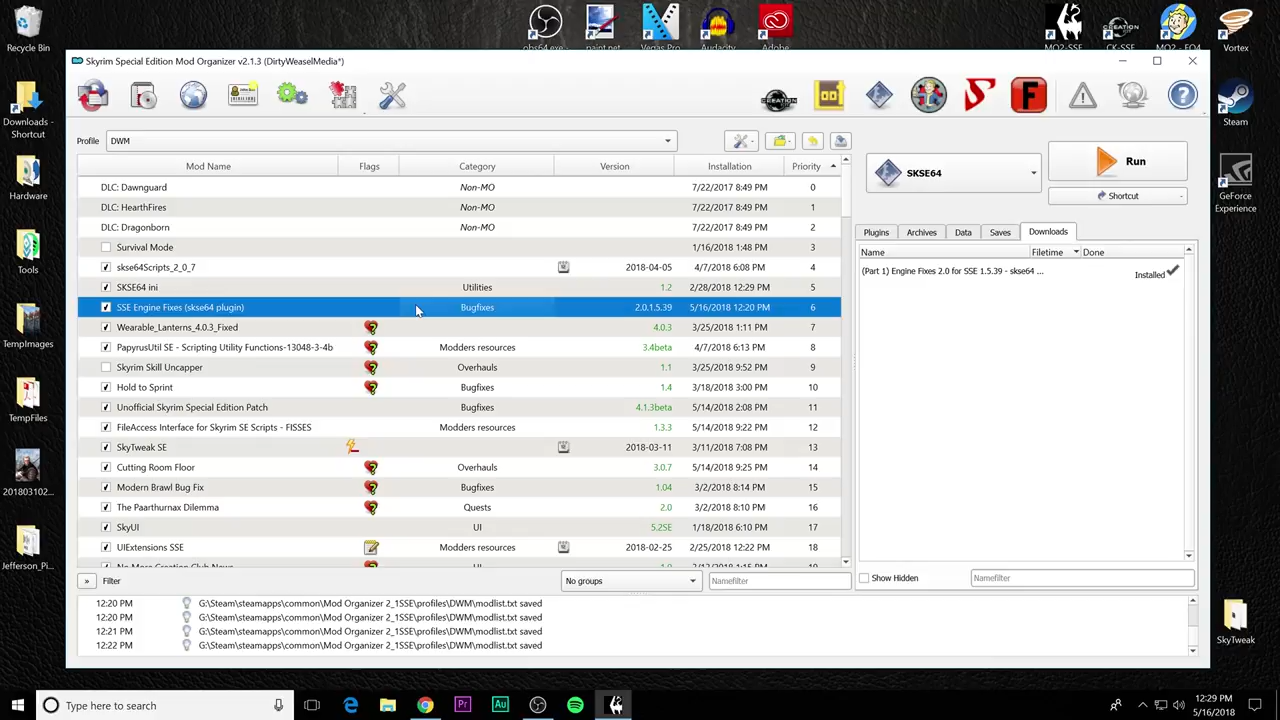 Recycle Bin
obs64.exe
paint.net
Vegas Pro
Audacity
Adobe
MO2-SSE
CK-SSE
MO2 - FO4
Vortex
Skyrim Special Edition Mod Organizer v2.1.3 (DirtyWeaselMedia*)
Downloads - Shortcut
Hardware
Tools
TempImages
TempFiles
20180310​2...
Jefferson_Pi...
Steam
GeForce Experience
SkyTweak
Profile DWM
SKSE64
Run
Shortcut
Mod Name Flags Category Version Installation Priority
DLC: Dawnguard Non-MO 7/22/2017 8:49 PM 0
DLC: HearthFires Non-MO 7/22/2017 8:49 PM 1
DLC: Dragonborn Non-MO 7/22/2017 8:49 PM 2
Survival Mode 1/16/2018 1:48 PM 3
skse64Scripts_2_0_7 2018-04-05 4/7/2018 6:08 PM 4
SKSE64 ini Utilities 1.2 2/28/2018 12:29 PM 5
SSE Engine Fixes (skse64 plugin) Bugfixes 2.0.1.5.39 5/16/2018 12:20 PM 6
Wearable_Lanterns_4.0.3_Fixed 4.0.3 3/25/2018 1:11 PM 7
PapyrusUtil SE - Scripting Utility Functions-13048-3-4b Modders resources 3.4beta 4/7/2018 6:13 PM 8
Skyrim Skill Uncapper Overhauls 1.1 3/25/2018 9:52 PM 9
Hold to Sprint Bugfixes 1.4 3/18/2018 3:00 PM 10
Unofficial Skyrim Special Edition Patch Bugfixes 4.1.3beta 5/14/2018 2:08 PM 11
FileAccess Interface for Skyrim SE Scripts - FISSES Modders resources 1.3.3 5/14/2018 9:22 PM 12
SkyTweak SE 2018-03-11 3/11/2018 7:08 PM 13
Cutting Room Floor Overhauls 3.0.7 5/14/2018 9:25 PM 14
Modern Brawl Bug Fix Bugfixes 1.04 3/2/2018 8:14 PM 15
The Paarthurnax Dilemma Quests 2.0 3/2/2018 8:10 PM 16
SkyUI UI 5.2SE 1/18/2018 6:10 PM 17
UIExtensions SSE Modders resources 2018-02-25 2/25/2018 12:22 PM 18
Plugins Archives Data Saves Downloads
Name Filetime Done
(Part 1) Engine Fixes 2.0 for SSE 1.5.39 - skse64 ... Installed
» Filter No groups Namefilter
Show Hidden Namefilter
12:20 PM G:\Steam\steamapps\common\Mod Organizer 2_1SSE\profiles\DWM\modlist.txt saved
12:20 PM G:\Steam\steamapps\common\Mod Organizer 2_1SSE\profiles\DWM\modlist.txt saved
12:21 PM G:\Steam\steamapps\common\Mod Organizer 2_1SSE\profiles\DWM\modlist.txt saved
12:22 PM G:\Steam\steamapps\common\Mod Organizer 2_1SSE\profiles\DWM\modlist.txt saved
Type here to search
Pr
Au
12:29 PM
5/16/2018